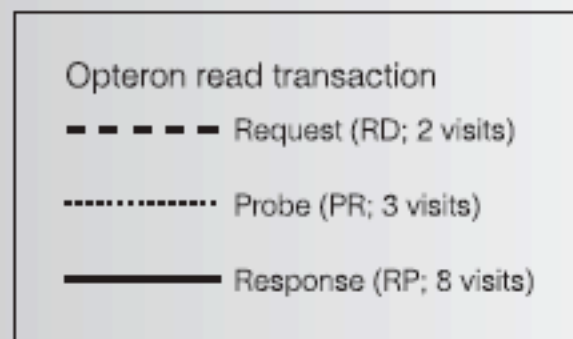 Opteron read transaction
Request (RD; 2 visits)
Probe (PR; 3 visits)
Response (RP; 8 visits)